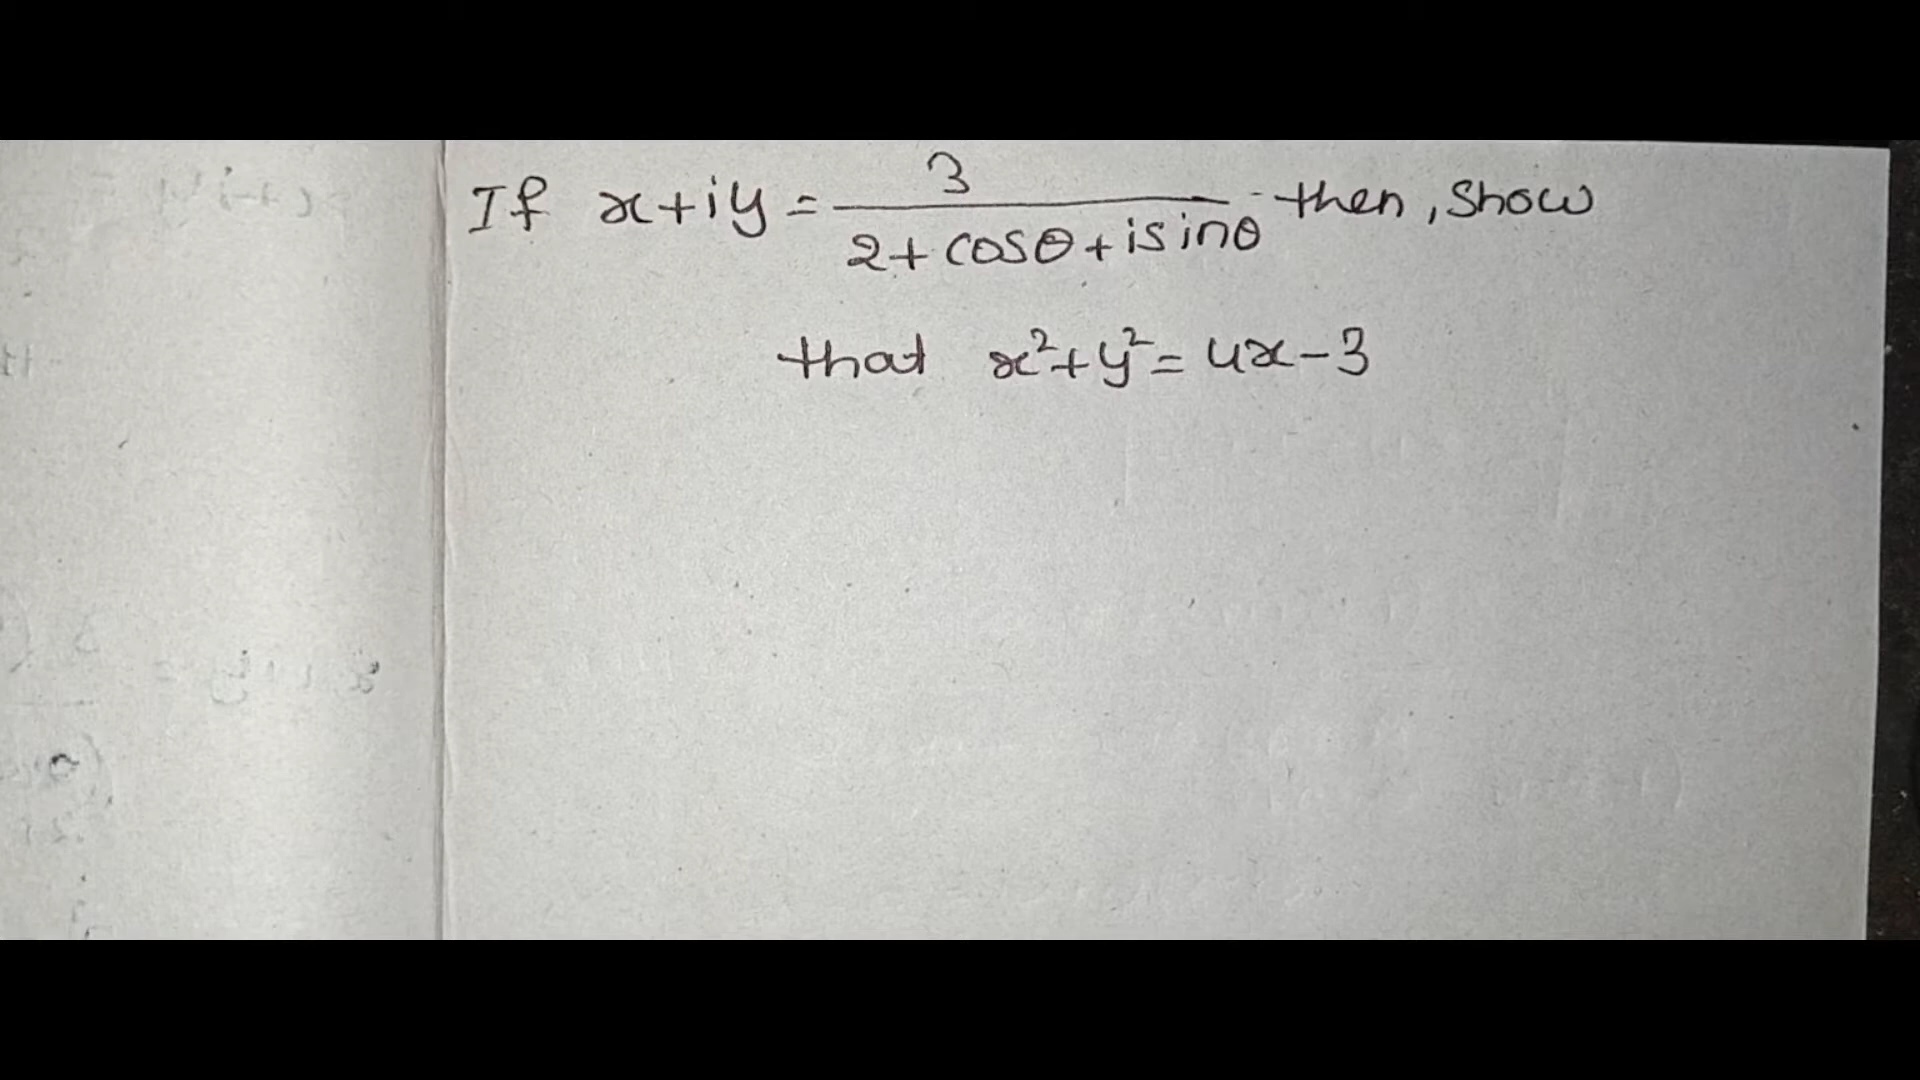 If x+iy = 3/(2+cosθ+isinθ) then, show
that x²+y²=4x-3